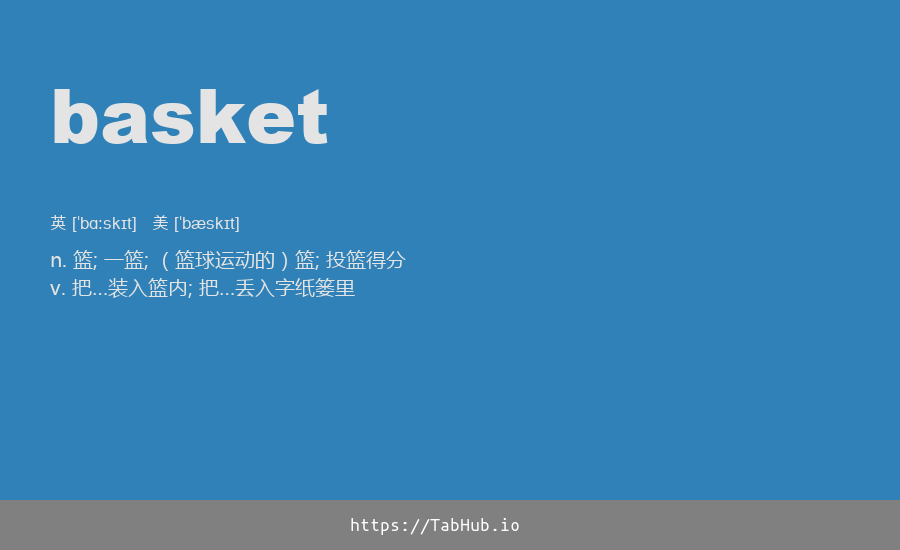 basket
英 [ˈbɑːskɪt] 美 [ˈbæskɪt]
n. 篮; 一篮; （篮球运动的）篮; 投篮得分
v. 把…装入篮内; 把…丢入字纸篓里
https://TabHub.io